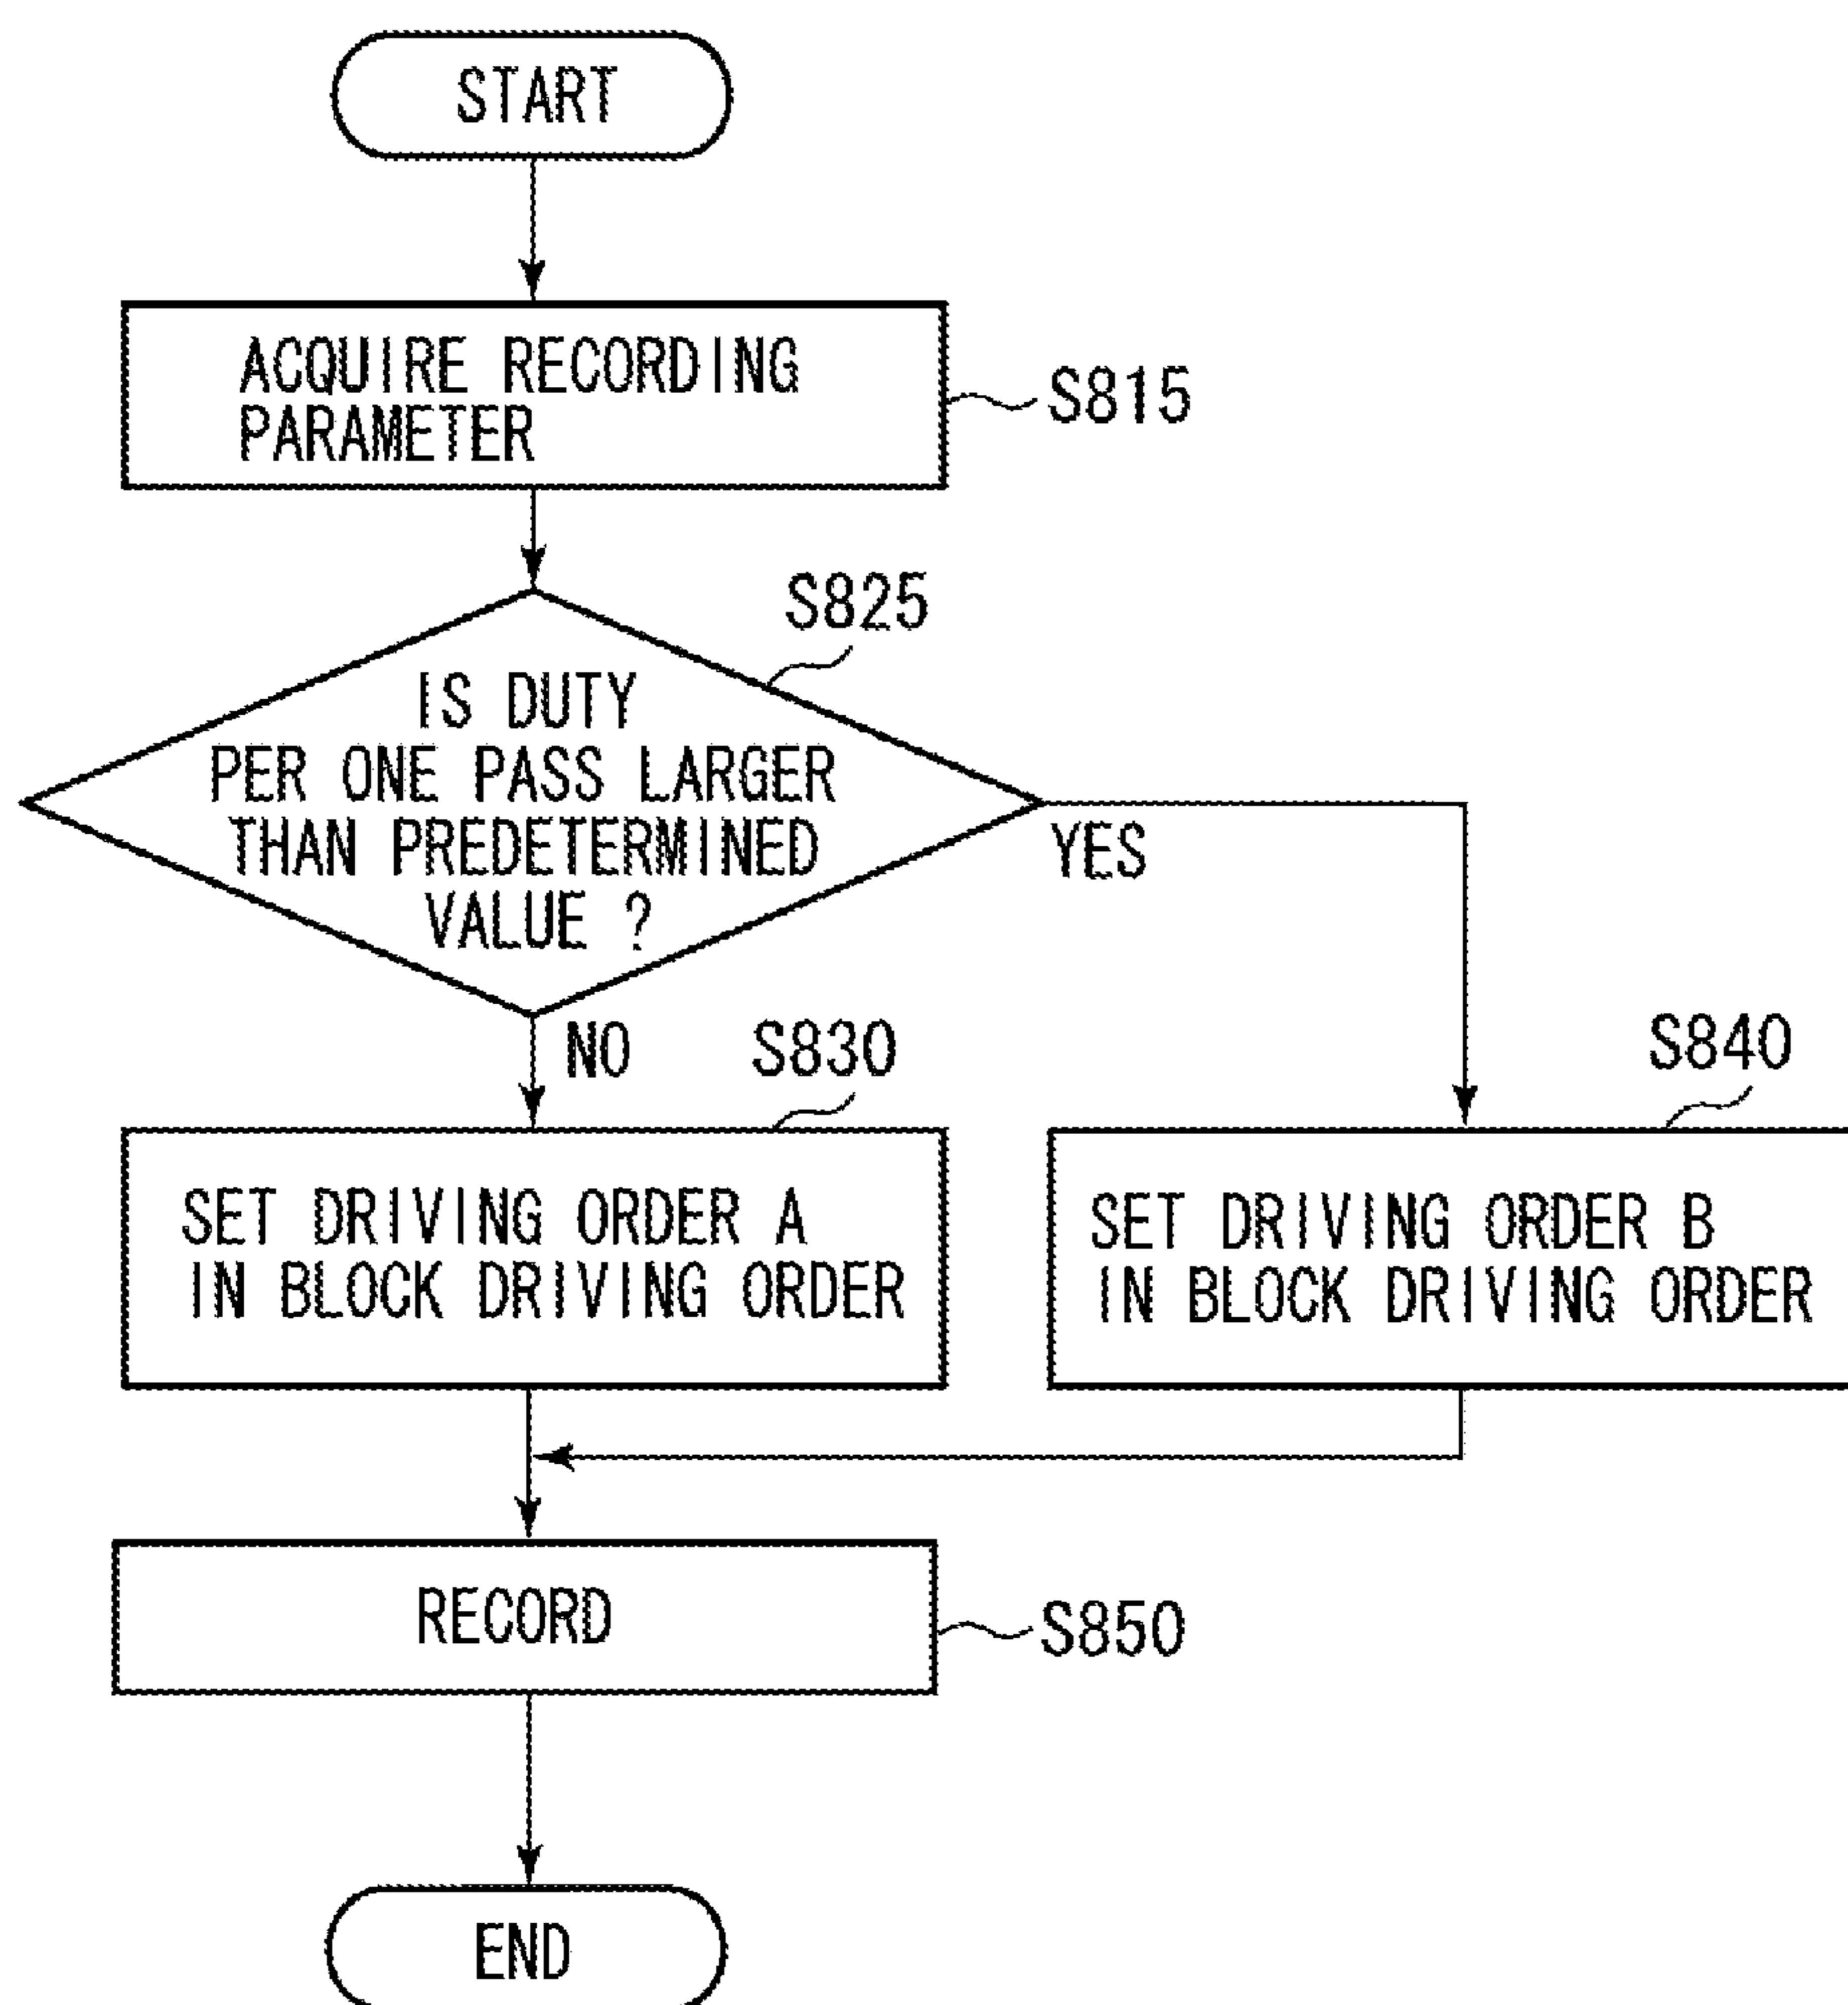 START
ACQUIRE RECORDING
PARAMETER
S815
S825
IS DUTY
PER ONE PASS LARGER
THAN PREDETERMINED
VALUE ?
YES
NO
S830
S840
SET DRIVING ORDER A
IN BLOCK DRIVING ORDER
SET DRIVING ORDER B
IN BLOCK DRIVING ORDER
RECORD
S850
END